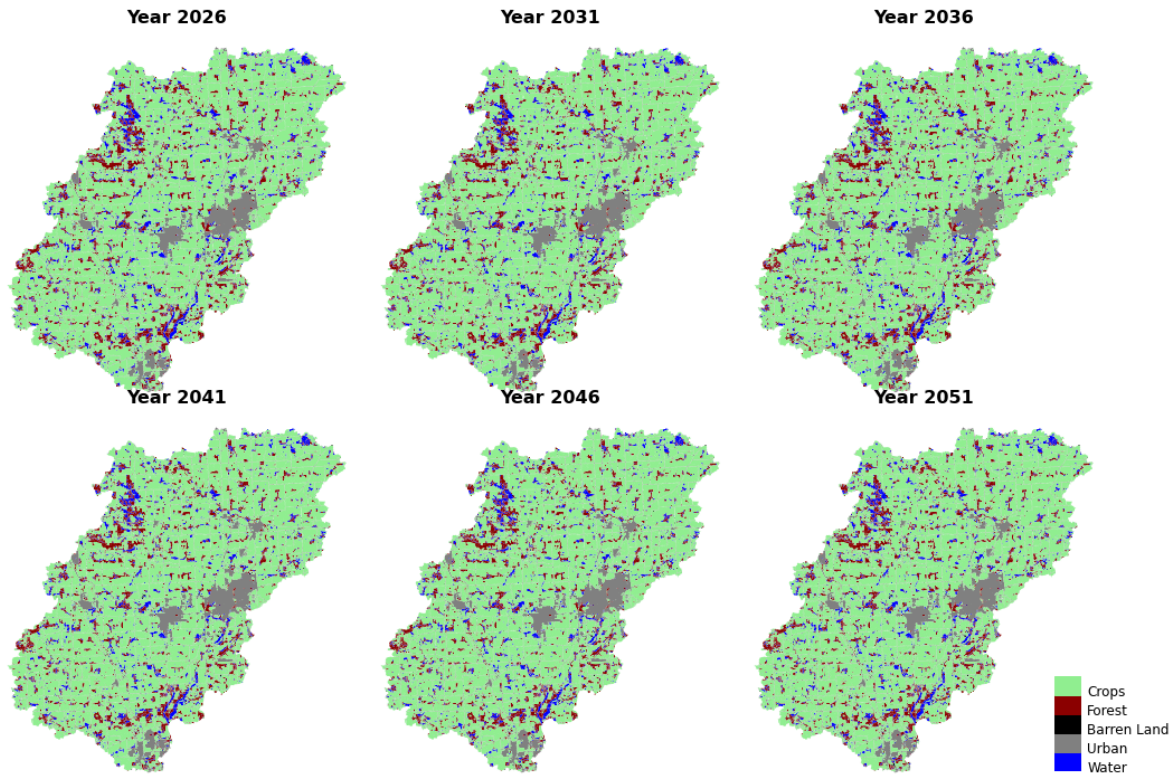 Year 2026
Year 2031
Year 2036
Year 2041
Year 2046
Year 2051
Crops
Forest
Barren Land
Urban
Water